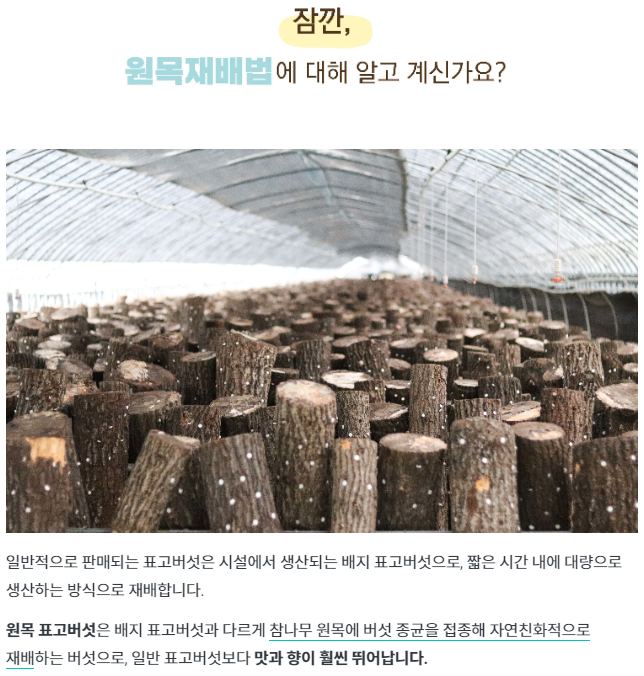 잠깐,
원목재배법에 대해 알고 계신가요?
일반적으로 판매되는 표고버섯은 시설에서 생산되는 배지 표고버섯으로, 짧은 시간 내에 대량으로
생산하는 방식으로 재배합니다.
원목 표고버섯은 배지 표고버섯과 다르게 참나무 원목에 버섯 종균을 접종해 자연친화적으로
재배하는 버섯으로, 일반 표고버섯보다 맛과 향이 훨씬 뛰어납니다.